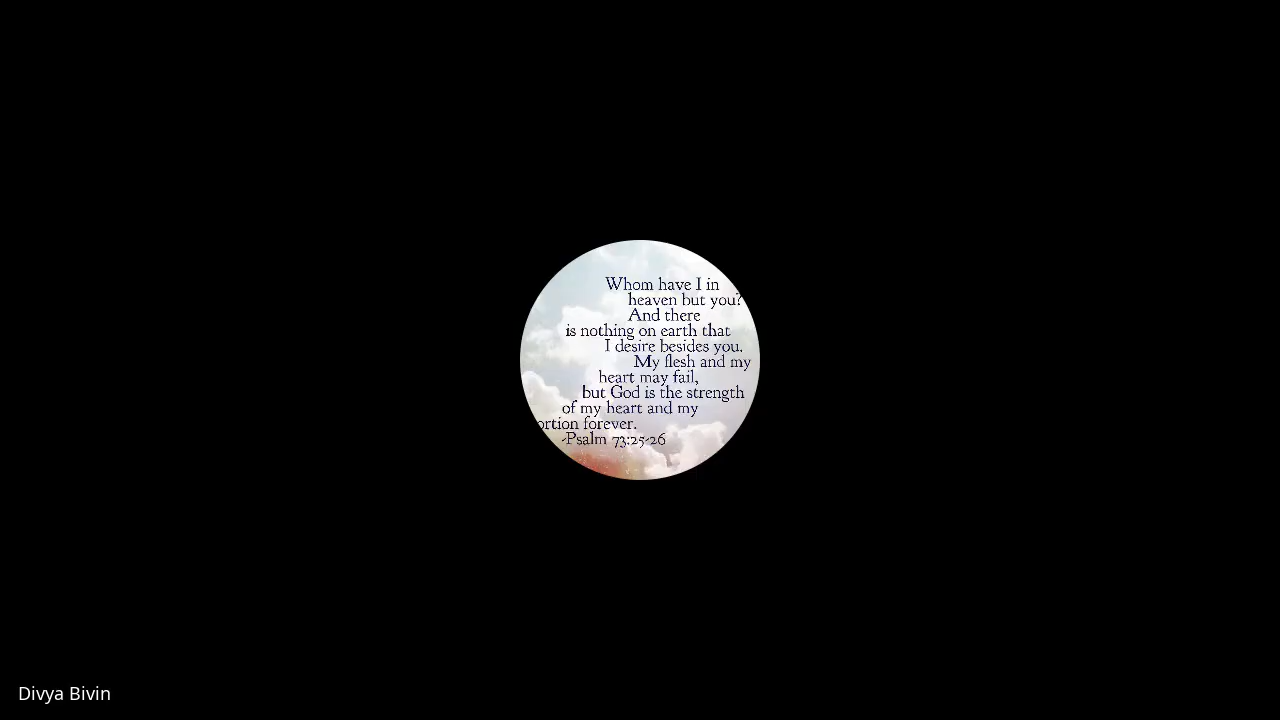 Whom have I in
heaven but you?
And there
is nothing on earth that
I desire besides you.
My flesh and my
heart may fail,
but God is the strength
of my heart and my
ortion forever.
-Psalm 73:25-26
Divya Bivin